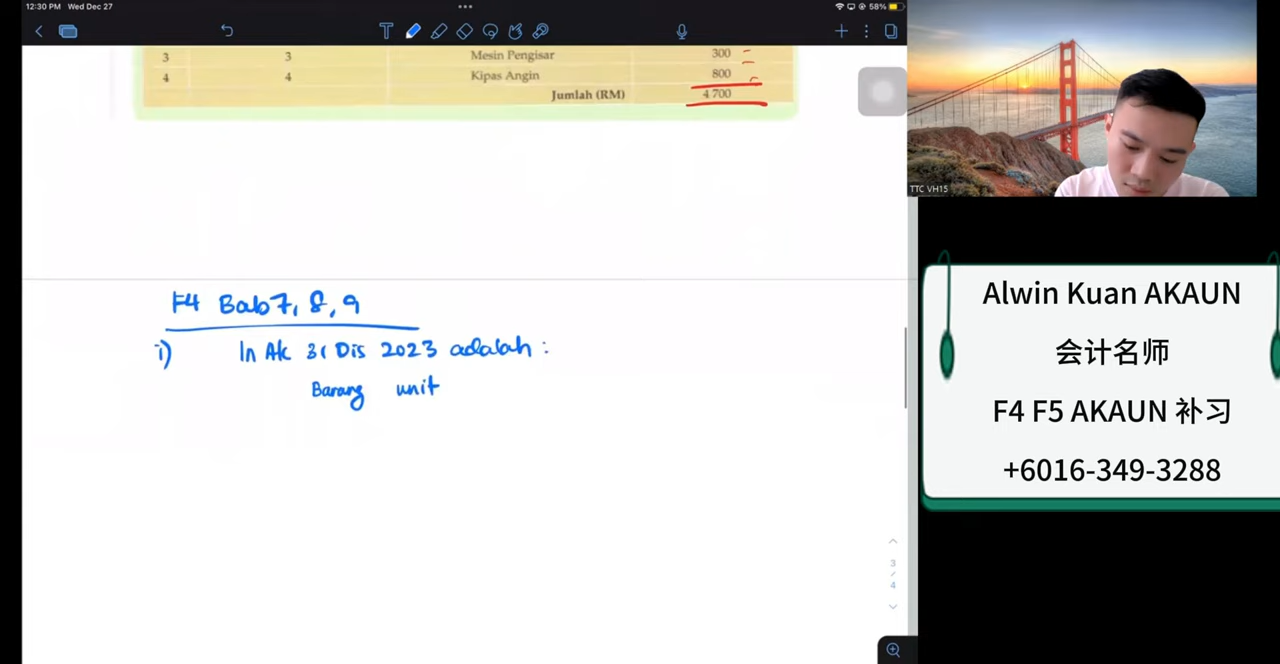 12:30 PM Wed Dec 27
58%
3 3 Mesin Pengisar 300
4 4 Kipas Angin 800
Jumlah (RM) 4 700
F4 Bab 7, 8, 9
i) In Ak 31 Dis 2023 adalah :
Barang unit
3
/
4
TTC VH15
Alwin Kuan AKAUN
会计名师
F4 F5 AKAUN 补习
+6016-349-3288